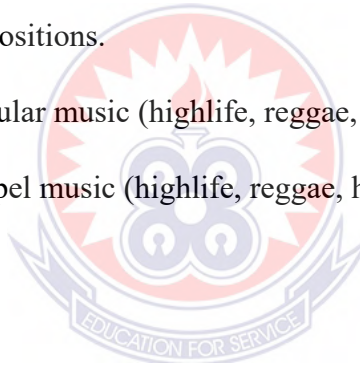 ositions.
ular music (highlife, reggae,
pel music (highlife, reggae, h
EDUCATION FOR SERVICE